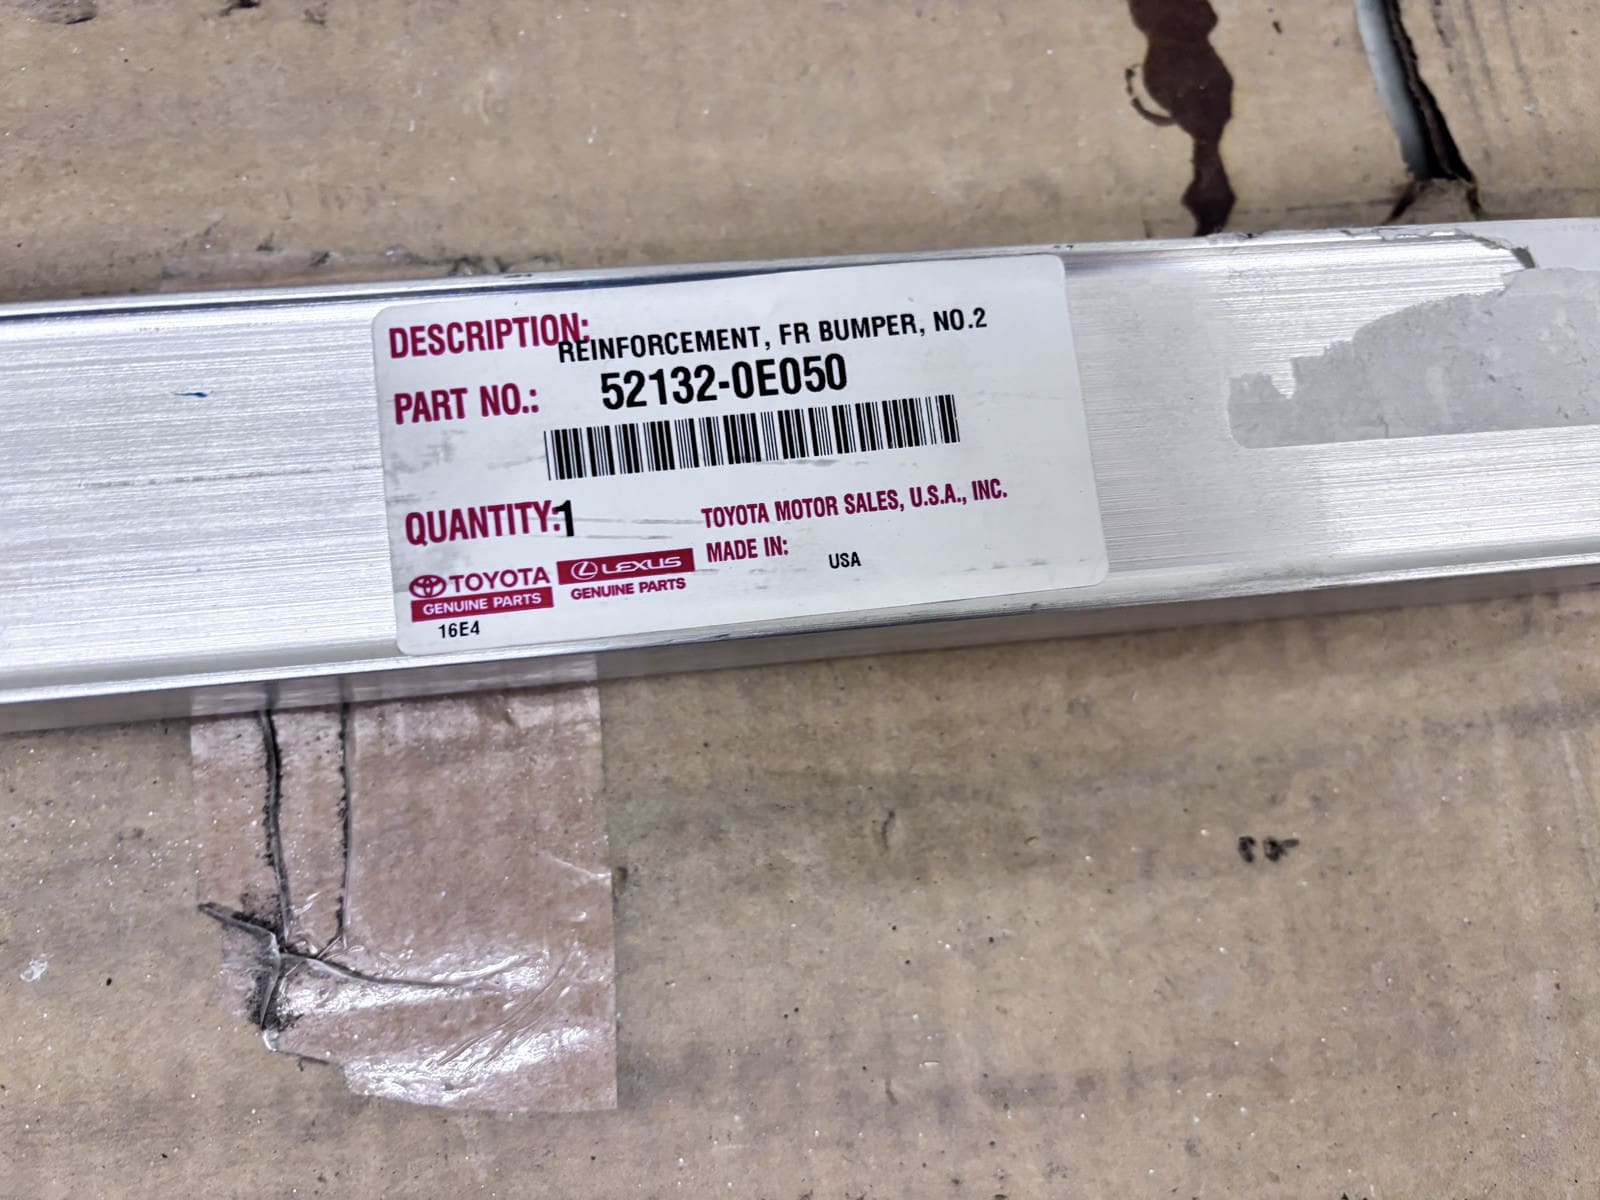 DESCRIPTION: REINFORCEMENT, FR BUMPER, NO.2
PART NO.: 52132-0E050
QUANTITY: 1
TOYOTA MOTOR SALES, U.S.A., INC.
MADE IN: USA
TOYOTA
GENUINE PARTS
LEXUS
GENUINE PARTS
16E4